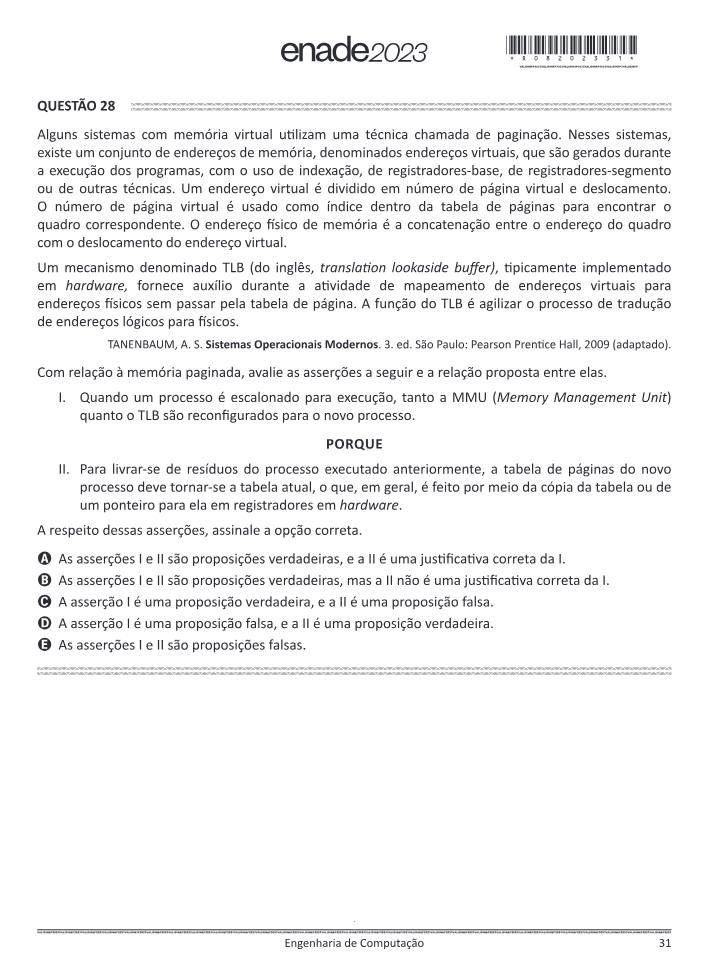 enade2023
*R08202331*
QUESTÃO 28
Alguns sistemas com memória virtual utilizam uma técnica chamada de paginação. Nesses sistemas,
existe um conjunto de endereços de memória, denominados endereços virtuais, que são gerados durante
a execução dos programas, com o uso de indexação, de registradores-base, de registradores-segmento
ou de outras técnicas. Um endereço virtual é dividido em número de página virtual e deslocamento.
O número de página virtual é usado como índice dentro da tabela de páginas para encontrar o
quadro correspondente. O endereço físico de memória é a concatenação entre o endereço do quadro
com o deslocamento do endereço virtual.
Um mecanismo denominado TLB (do inglês, translation lookaside buffer), tipicamente implementado
em hardware, fornece auxílio durante a atividade de mapeamento de endereços virtuais para
endereços físicos sem passar pela tabela de página. A função do TLB é agilizar o processo de tradução
de endereços lógicos para físicos.
TANENBAUM, A. S. Sistemas Operacionais Modernos. 3. ed. São Paulo: Pearson Prentice Hall, 2009 (adaptado).
Com relação à memória paginada, avalie as asserções a seguir e a relação proposta entre elas.
I. Quando um processo é escalonado para execução, tanto a MMU (Memory Management Unit)
quanto o TLB são reconfigurados para o novo processo.
PORQUE
II. Para livrar-se de resíduos do processo executado anteriormente, a tabela de páginas do novo
processo deve tornar-se a tabela atual, o que, em geral, é feito por meio da cópia da tabela ou de
um ponteiro para ela em registradores em hardware.
A respeito dessas asserções, assinale a opção correta.
A As asserções I e II são proposições verdadeiras, e a II é uma justificativa correta da I.
B As asserções I e II são proposições verdadeiras, mas a II não é uma justificativa correta da I.
C A asserção I é uma proposição verdadeira, e a II é uma proposição falsa.
D A asserção I é uma proposição falsa, e a II é uma proposição verdadeira.
E As asserções I e II são proposições falsas.
Engenharia de Computação
31